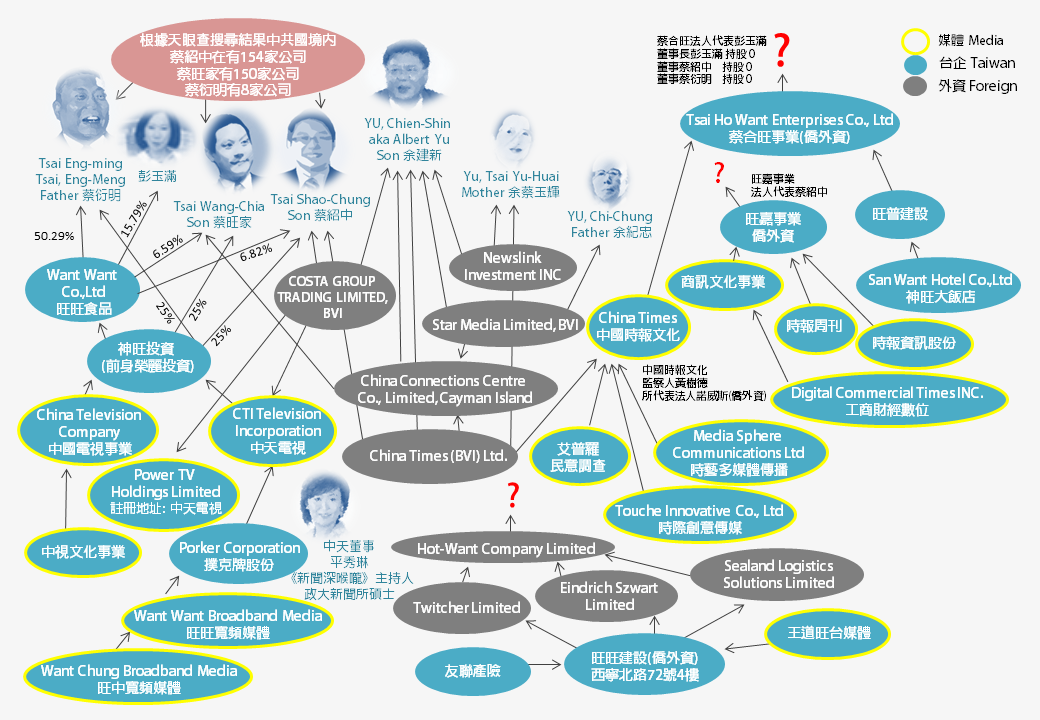 根據天眼查搜尋結果中共國境內
蔡紹中在有154家公司
蔡旺家有150家公司
蔡衍明有8家公司
Tsai Eng-ming
Tsai, Eng-Meng
Father 蔡衍明
彭玉滿
Tsai Wang-Chia
Son 蔡旺家
Tsai Shao-Chung
Son 蔡紹中
YU, Chien-Shin
aka Albert Yu
Son 余建新
Yu, Tsai Yu-Huai
Mother 余蔡玉輝
YU, Chi-Chung
Father 余紀忠
蔡合旺法人代表彭玉滿
董事長彭玉滿 持股0
董事蔡紹中 持股0
董事蔡衍明 持股0
?
媒體 Media
台企 Taiwan
外資 Foreign
Tsai Ho Want Enterprises Co., Ltd
蔡合旺事業(僑外資)
?
旺嘉事業
法人代表蔡紹中
旺嘉事業
僑外資
旺普建設
San Want Hotel Co.,Ltd
神旺大飯店
商訊文化事業
時報周刊
時報資訊股份
Digital Commercial Times INC.
工商財經數位
50.29%
15.79%
6.59%
6.82%
25%
25%
25%
Want Want
Co.,Ltd
旺旺食品
神旺投資
(前身榮麗投資)
COSTA GROUP
TRADING LIMITED,
BVI
Newslink
Investment INC
Star Media Limited, BVI
China Connections Centre
Co., Limited, Cayman Island
China Times (BVI) Ltd.
China Times
中國時報文化
中國時報文化
監察人黃樹德
所代表法人諾威斯(僑外資)
China Television
Company
中國電視事業
CTI Television
Incorporation
中天電視
Power TV
Holdings Limited
註冊地址: 中天電視
中視文化事業
Porker Corporation
撲克牌股份
中天董事
平秀琳
《新聞深喉嚨》主持人
政大新聞所碩士
Want Want Broadband Media
旺旺寬頻媒體
Want Chung Broadband Media
旺中寬頻媒體
艾普羅
民意調查
Media Sphere
Communications Ltd
時藝多媒體傳播
Touche Innovative Co., Ltd
時際創意傳媒
?
Hot-Want Company Limited
Twitcher Limited
Eindrich Szwart
Limited
Sealand Logistics
Solutions Limited
友聯產險
旺旺建設(僑外資)
西寧北路72號4樓
王道旺台媒體